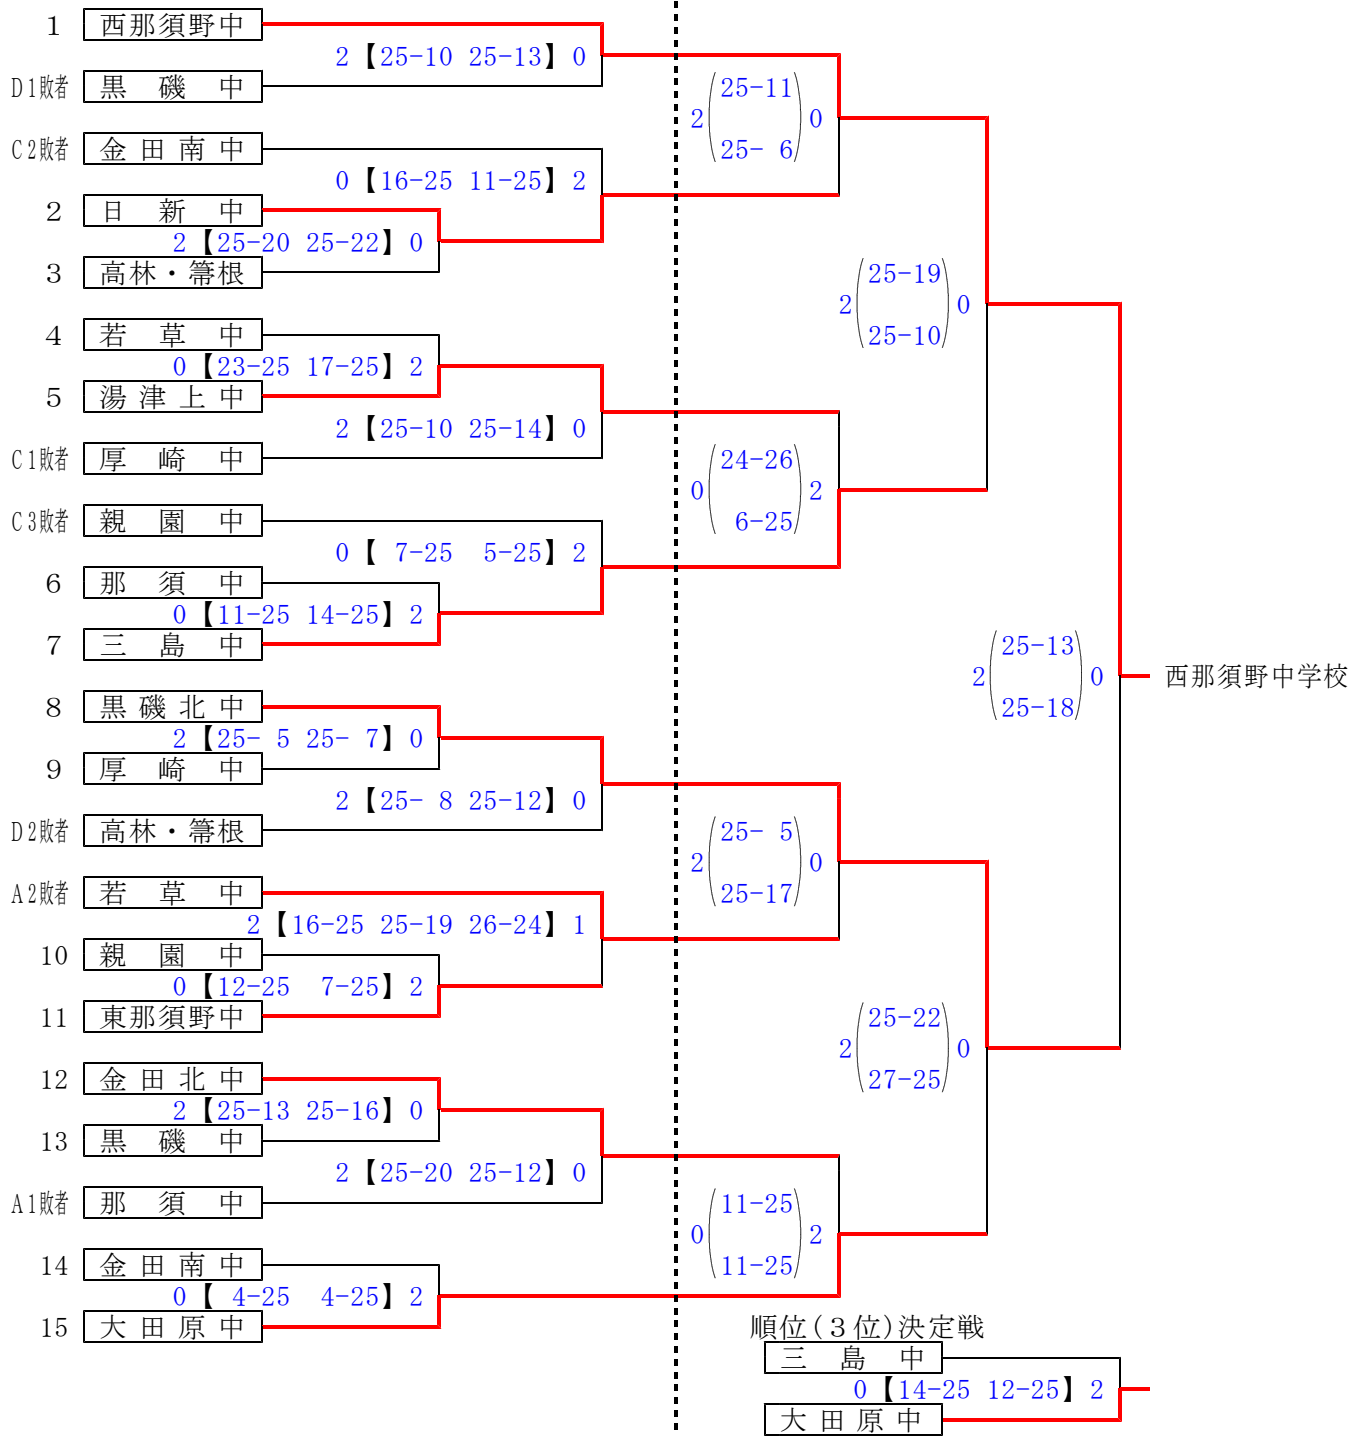 1 西那須野中
2【25-10 25-13】0
D1敗者 黒磯中
2(25-11 25- 6)0
C2敗者 金田南中
0【16-25 11-25】2
2 日新中
2【25-20 25-22】0
3 高林・箒根
2(25-19 25-10)0
4 若草中
0【23-25 17-25】2
5 湯津上中
2【25-10 25-14】0
C1敗者 厚崎中
0(24-26 6-25)2
C3敗者 親園中
0【 7-25 5-25】2
6 那須中
0【11-25 14-25】2
7 三島中
2(25-13 25-18)0
西那須野中学校
8 黒磯北中
2【25- 5 25- 7】0
9 厚崎中
2【25- 8 25-12】0
D2敗者 高林・箒根
2(25- 5 25-17)0
A2敗者 若草中
2【16-25 25-19 26-24】1
10 親園中
0【12-25 7-25】2
11 東那須野中
2(25-22 27-25)0
12 金田北中
2【25-13 25-16】0
13 黒磯中
2【25-20 25-12】0
A1敗者 那須中
0(11-25 11-25)2
14 金田南中
0【 4-25 4-25】2
15 大田原中
順位(3位)決定戦
三島中
0【14-25 12-25】2
大田原中